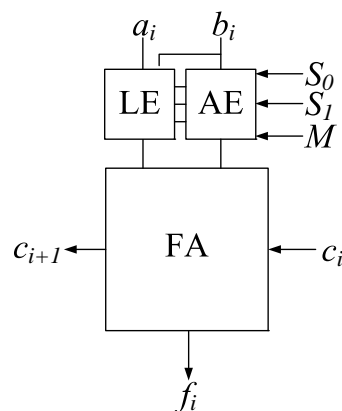 a_i b_i
LE AE S_0
S_1
M
c_{i+1} FA c_i
f_i